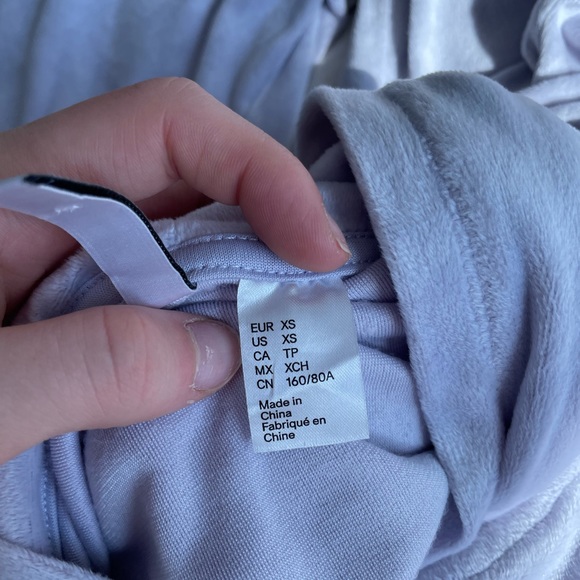 EUR XS
US XS
CA TP
MX XCH
CN 160/80A
Made in
China
Fabriqué en
Chine